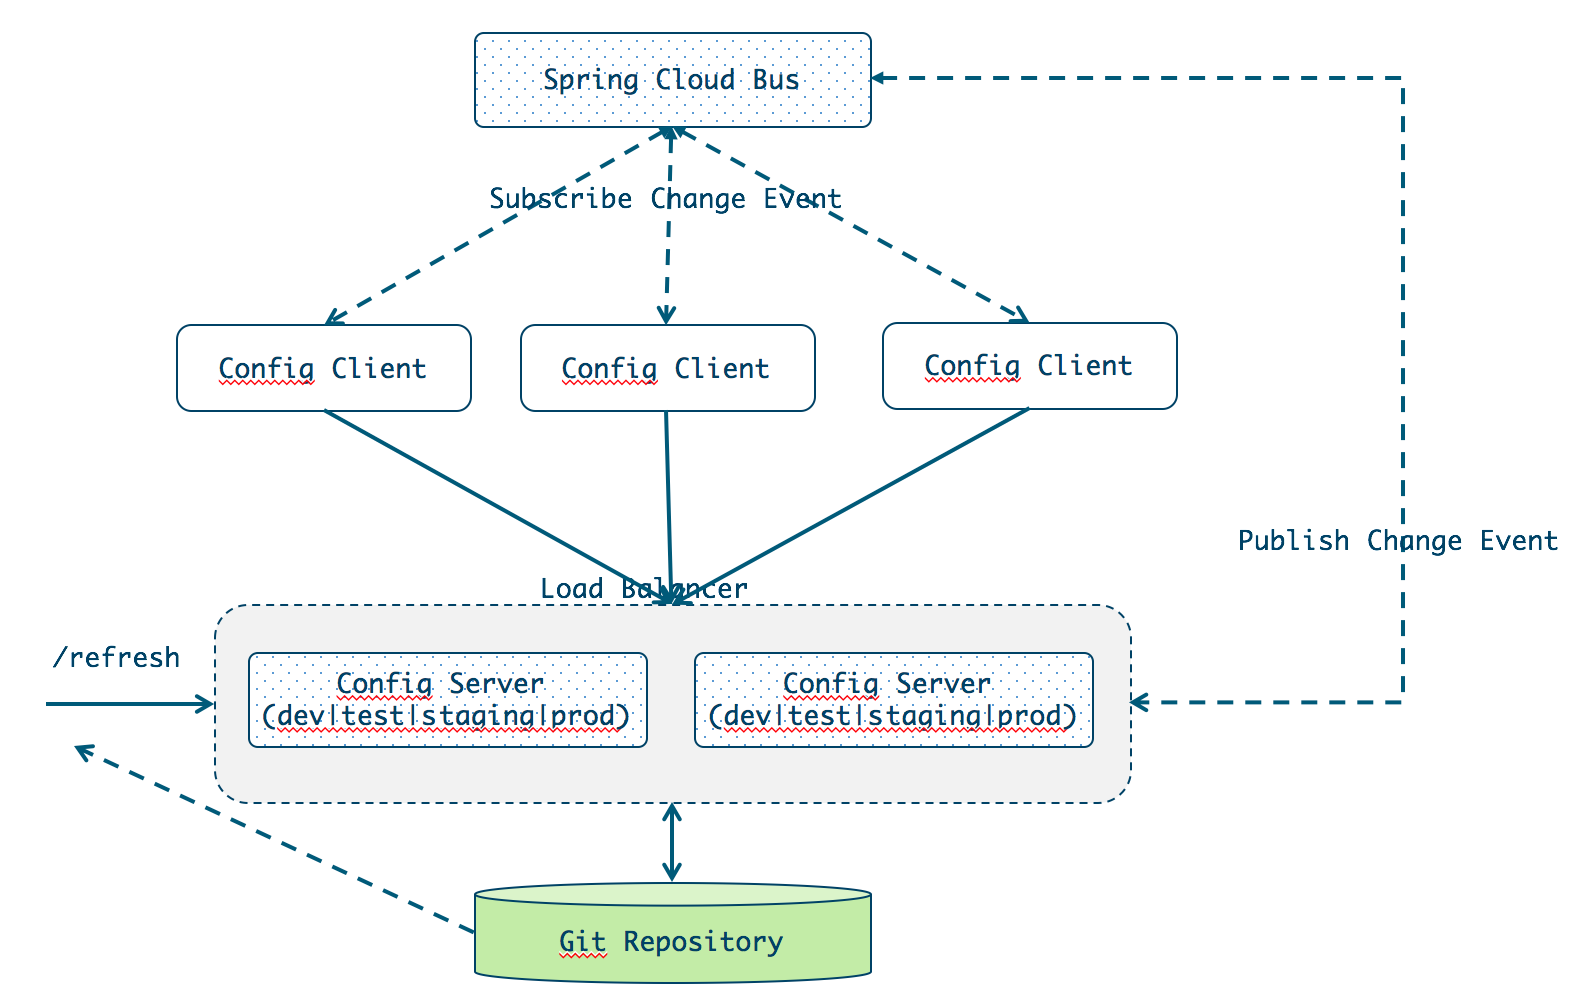 Spring Cloud Bus
Subscribe Change Event
Config Client
Config Client
Config Client
Publish Change Event
Load Balancer
/refresh
Config Server
(dev|test|staging|prod)
Config Server
(dev|test|staging|prod)
Git Repository